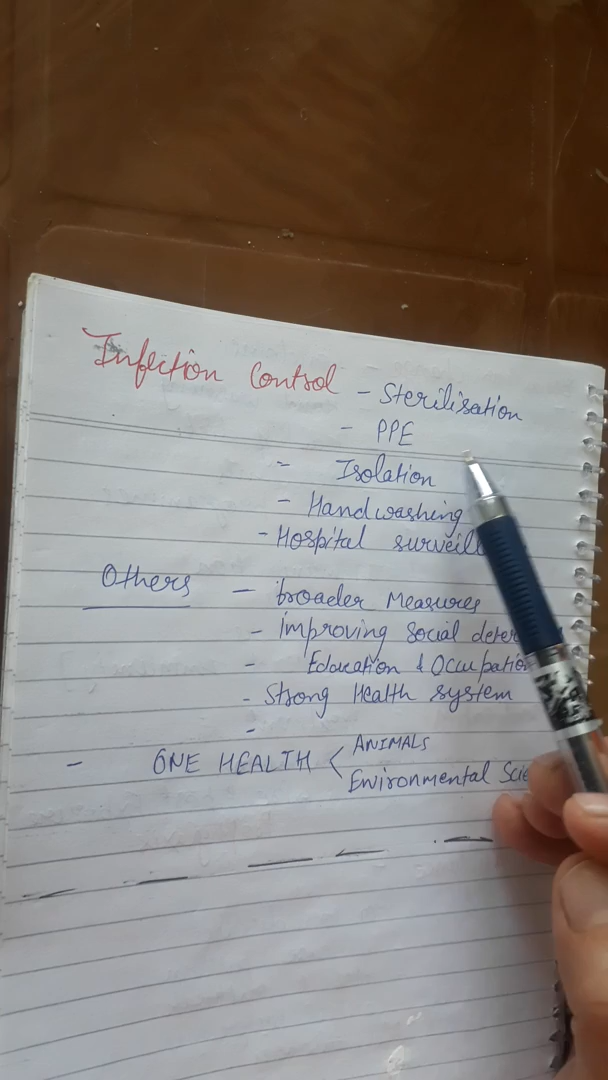 Infection Control - Sterilisation
- PPE
- Isolation
- Handwashing
- Hospital
Others - broader Measures
- Improving Social
- Education & Occupation
- Strong Health system
-
- ONE HEALTH < ANIMALS
Environmental